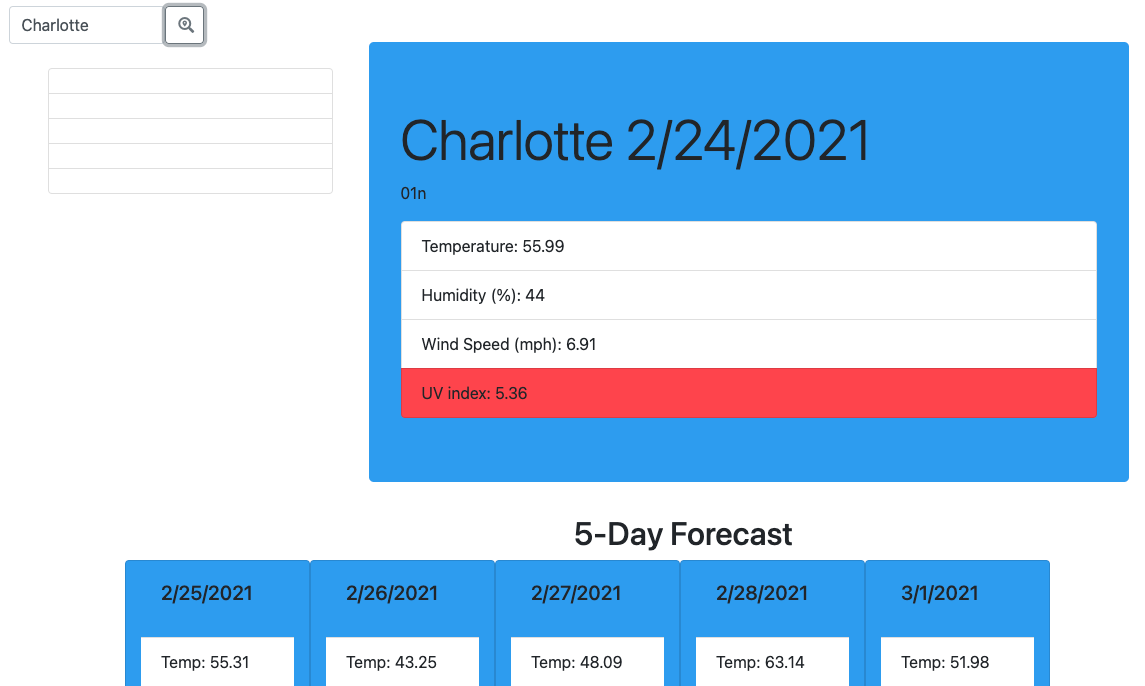 Charlotte
Charlotte 2/24/2021
01n
Temperature: 55.99
Humidity (%): 44
Wind Speed (mph): 6.91
UV index: 5.36
5-Day Forecast
2/25/2021 2/26/2021 2/27/2021 2/28/2021 3/1/2021
Temp: 55.31 Temp: 43.25 Temp: 48.09 Temp: 63.14 Temp: 51.98